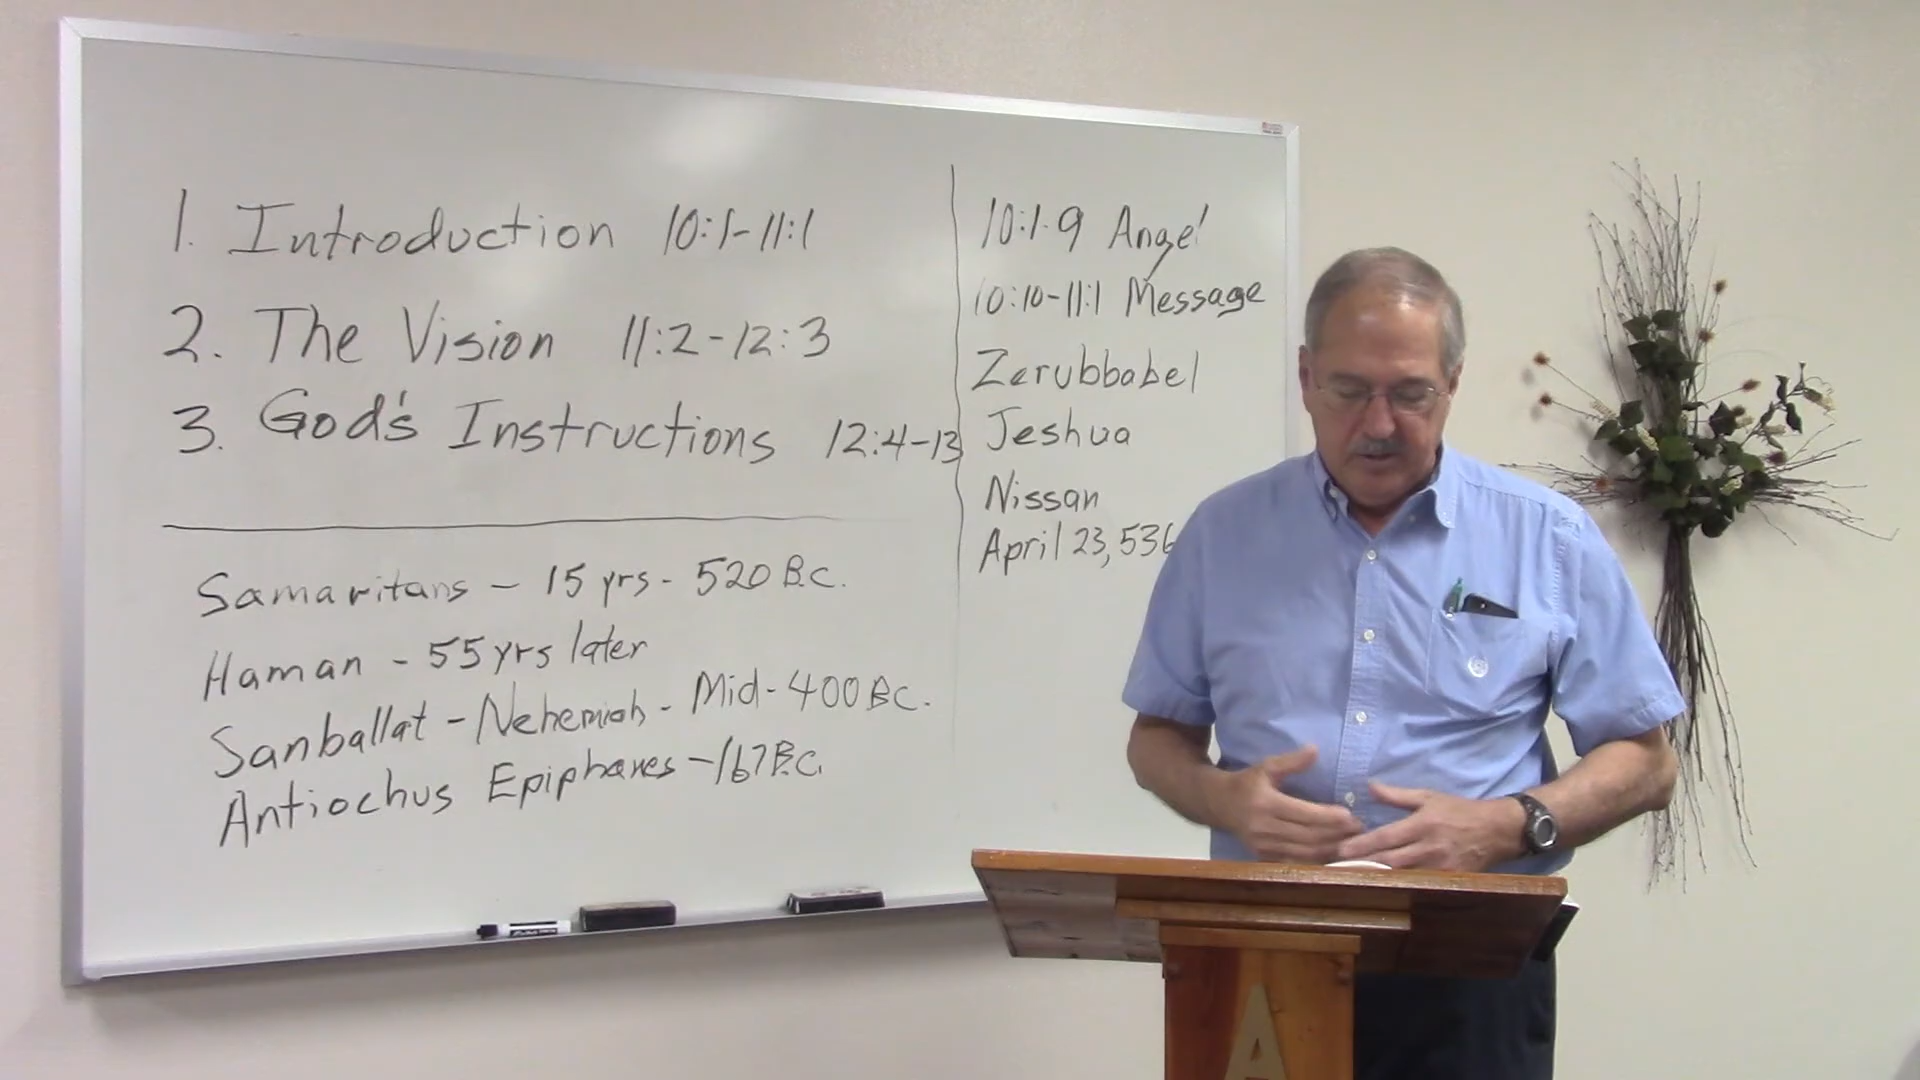 1. Introduction 10:1-11:1
2. The Vision 11:2-12:3
3. God's Instructions 12:4-13
Samaritans - 15 yrs - 520 B.C.
Haman - 55 yrs later
Sanballat - Nehemiah - Mid-400 B.C.
Antiochus Epiphanes - 167 B.C.
10:1-9 Angel
10:10-11:1 Message
Zerubbabel
Jeshua
Nissan
April 23, 536
A